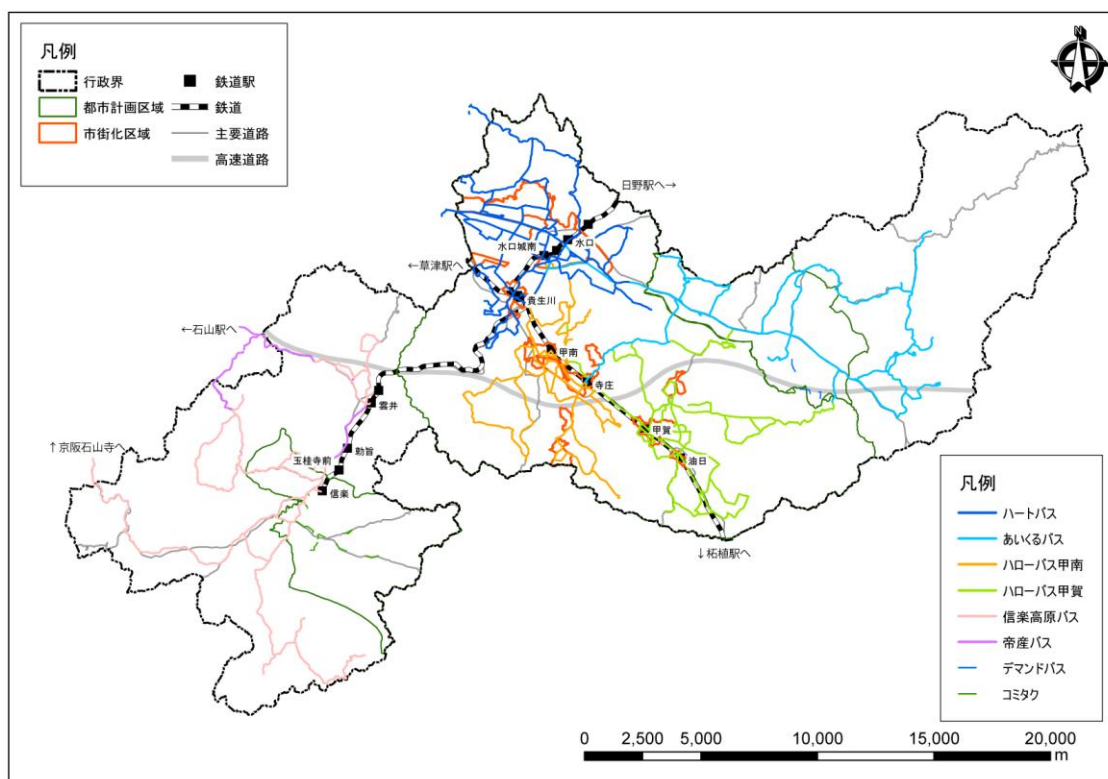 凡例
行政界
都市計画区域
市街化区域
鉄道駅
鉄道
主要道路
高速道路
N
日野駅へ→
水口城南
水口
←草津駅へ
貴生川
←石山駅へ
甲南
寺庄
雲井
甲賀
↑京阪石山寺へ
勅旨
玉桂寺前
油日
信楽
↓柘植駅へ
凡例
ハートバス
あいくるバス
ハローバス甲南
ハローバス甲賀
信楽高原バス
帝産バス
デマンドバス
コミタク
0 2,500 5,000 10,000 15,000 20,000
m